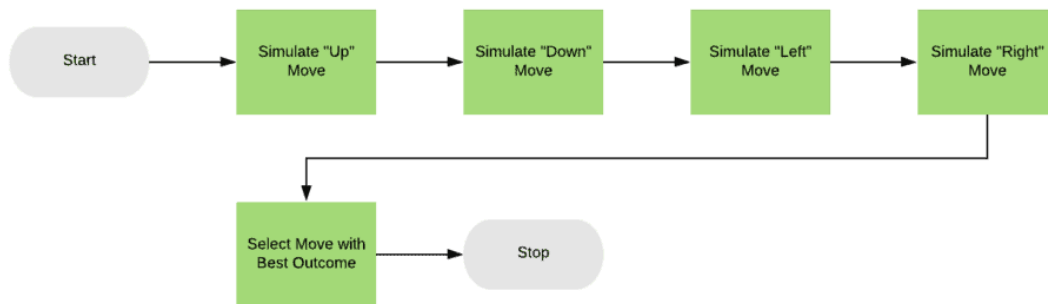 Start
Simulate "Up"
Move
Simulate "Down"
Move
Simulate "Left"
Move
Simulate "Right"
Move
Select Move with
Best Outcome
Stop